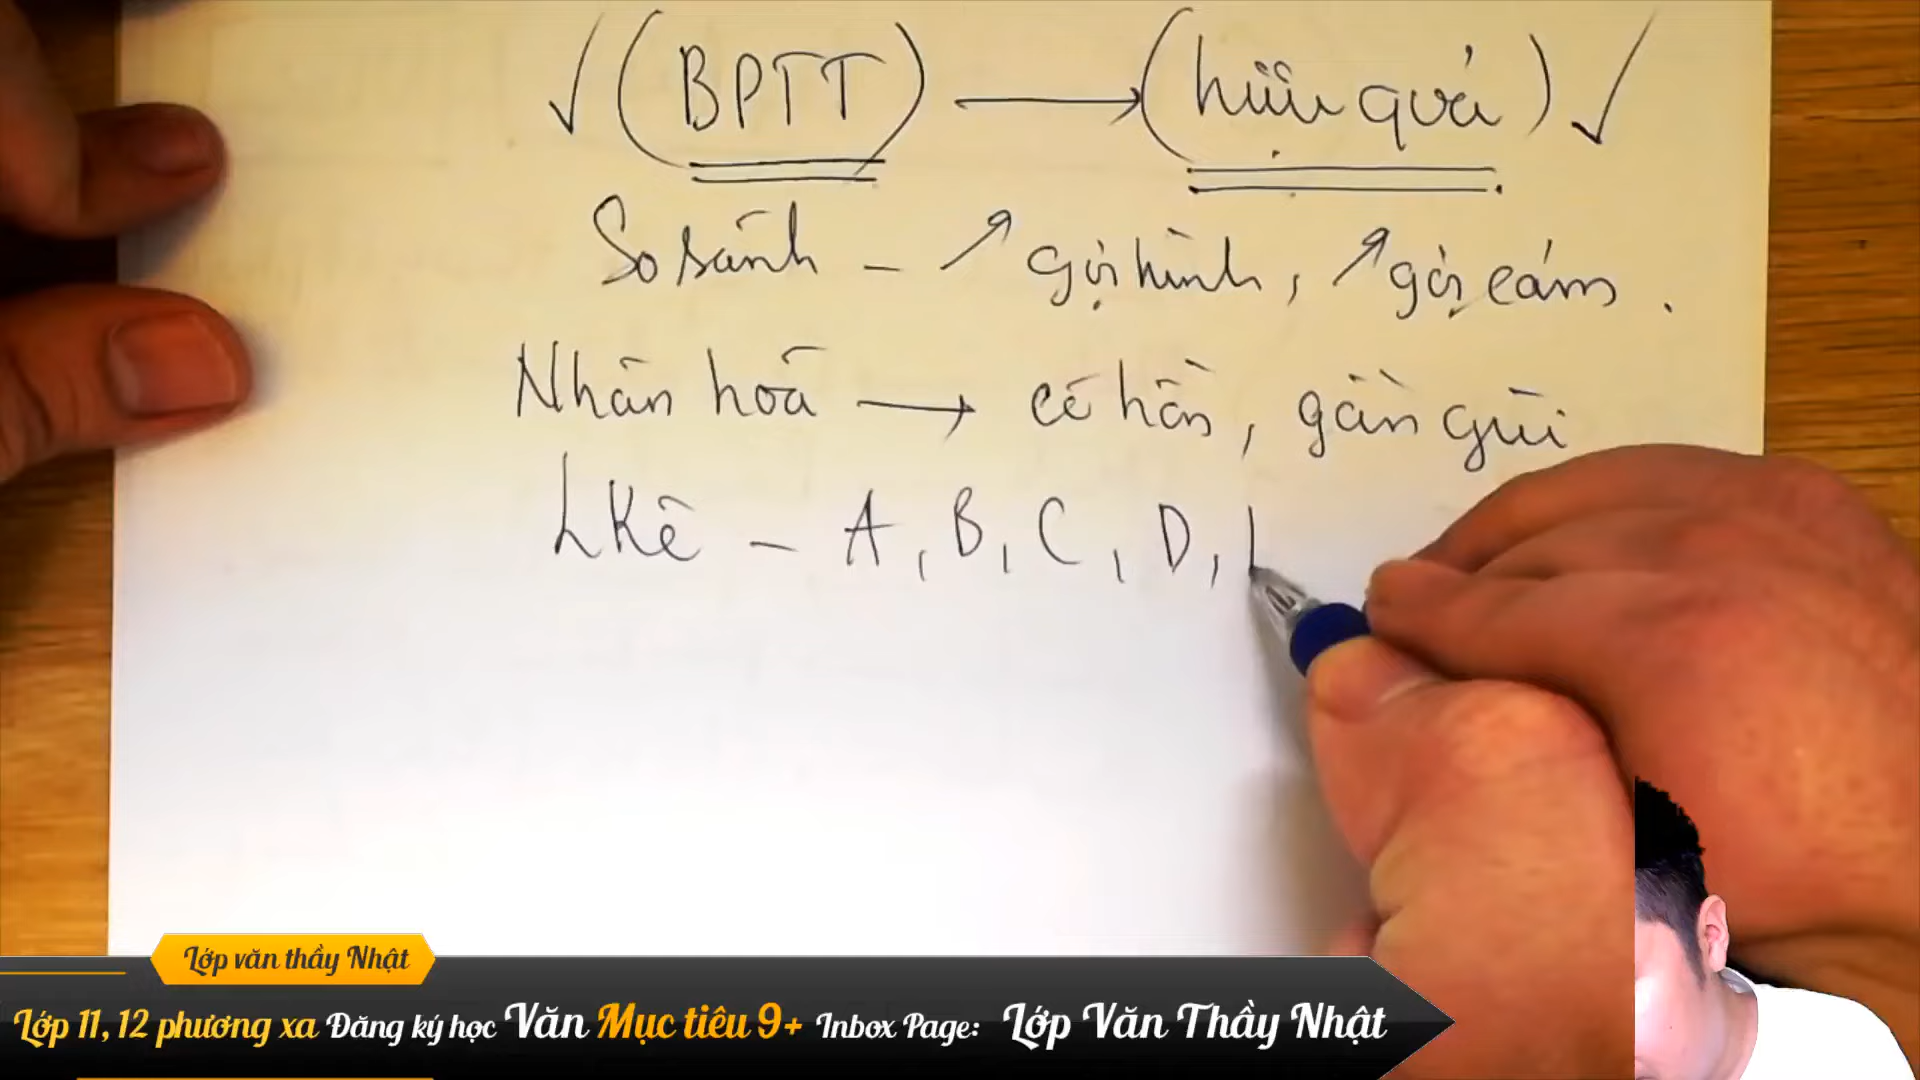 ✓ (BPTT) → (hiệu quả) ✓
So sánh - ↗ gợi hình, ↗ gợi cảm.
Nhân hoá → có hồn, gần gũi
LKê - A, B, C, D,
Lớp văn thầy Nhật
Lớp 11, 12 phương xa Đăng ký học Văn Mục tiêu 9+ Inbox Page: Lớp Văn Thầy Nhật